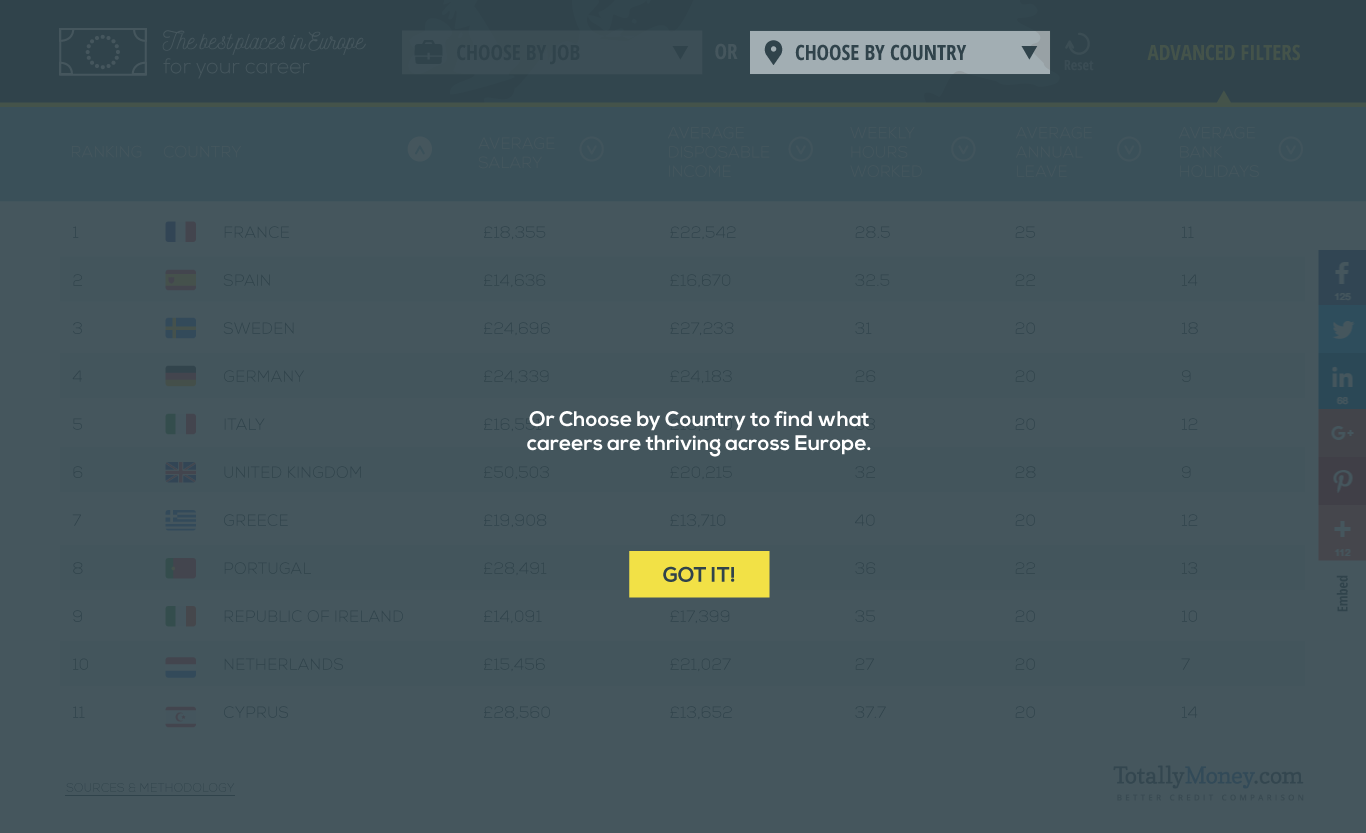 The best places in Europe
for your career
CHOOSE BY JOB
OR
CHOOSE BY COUNTRY
Reset
ADVANCED FILTERS
RANKING
COUNTRY
AVERAGE
SALARY
AVERAGE
DISPOSABLE
INCOME
WEEKLY
HOURS
WORKED
AVERAGE
ANNUAL
LEAVE
AVERAGE
BANK
HOLIDAYS
1 FRANCE £18,355 £22,542 28.5 25 11
2 SPAIN £14,636 £16,670 32.5 22 14
3 SWEDEN £24,696 £27,233 31 20 18
4 GERMANY £24,339 £24,183 26 20 9
5 ITALY 20 12
Or Choose by Country to find what
careers are thriving across Europe.
6 UNITED KINGDOM £50,503 £20,215 32 28 9
7 GREECE £19,908 £13,710 40 20 12
8 PORTUGAL £28,491 36 22 13
GOT IT!
9 REPUBLIC OF IRELAND £14,091 £17,399 35 20 10
10 NETHERLANDS £15,456 £21,027 27 20 7
11 CYPRUS £28,560 £13,652 37.7 20 14
125
in
68
G+
112
Embed
SOURCES & METHODOLOGY
TotallyMoney.com
BETTER CREDIT COMPARISON